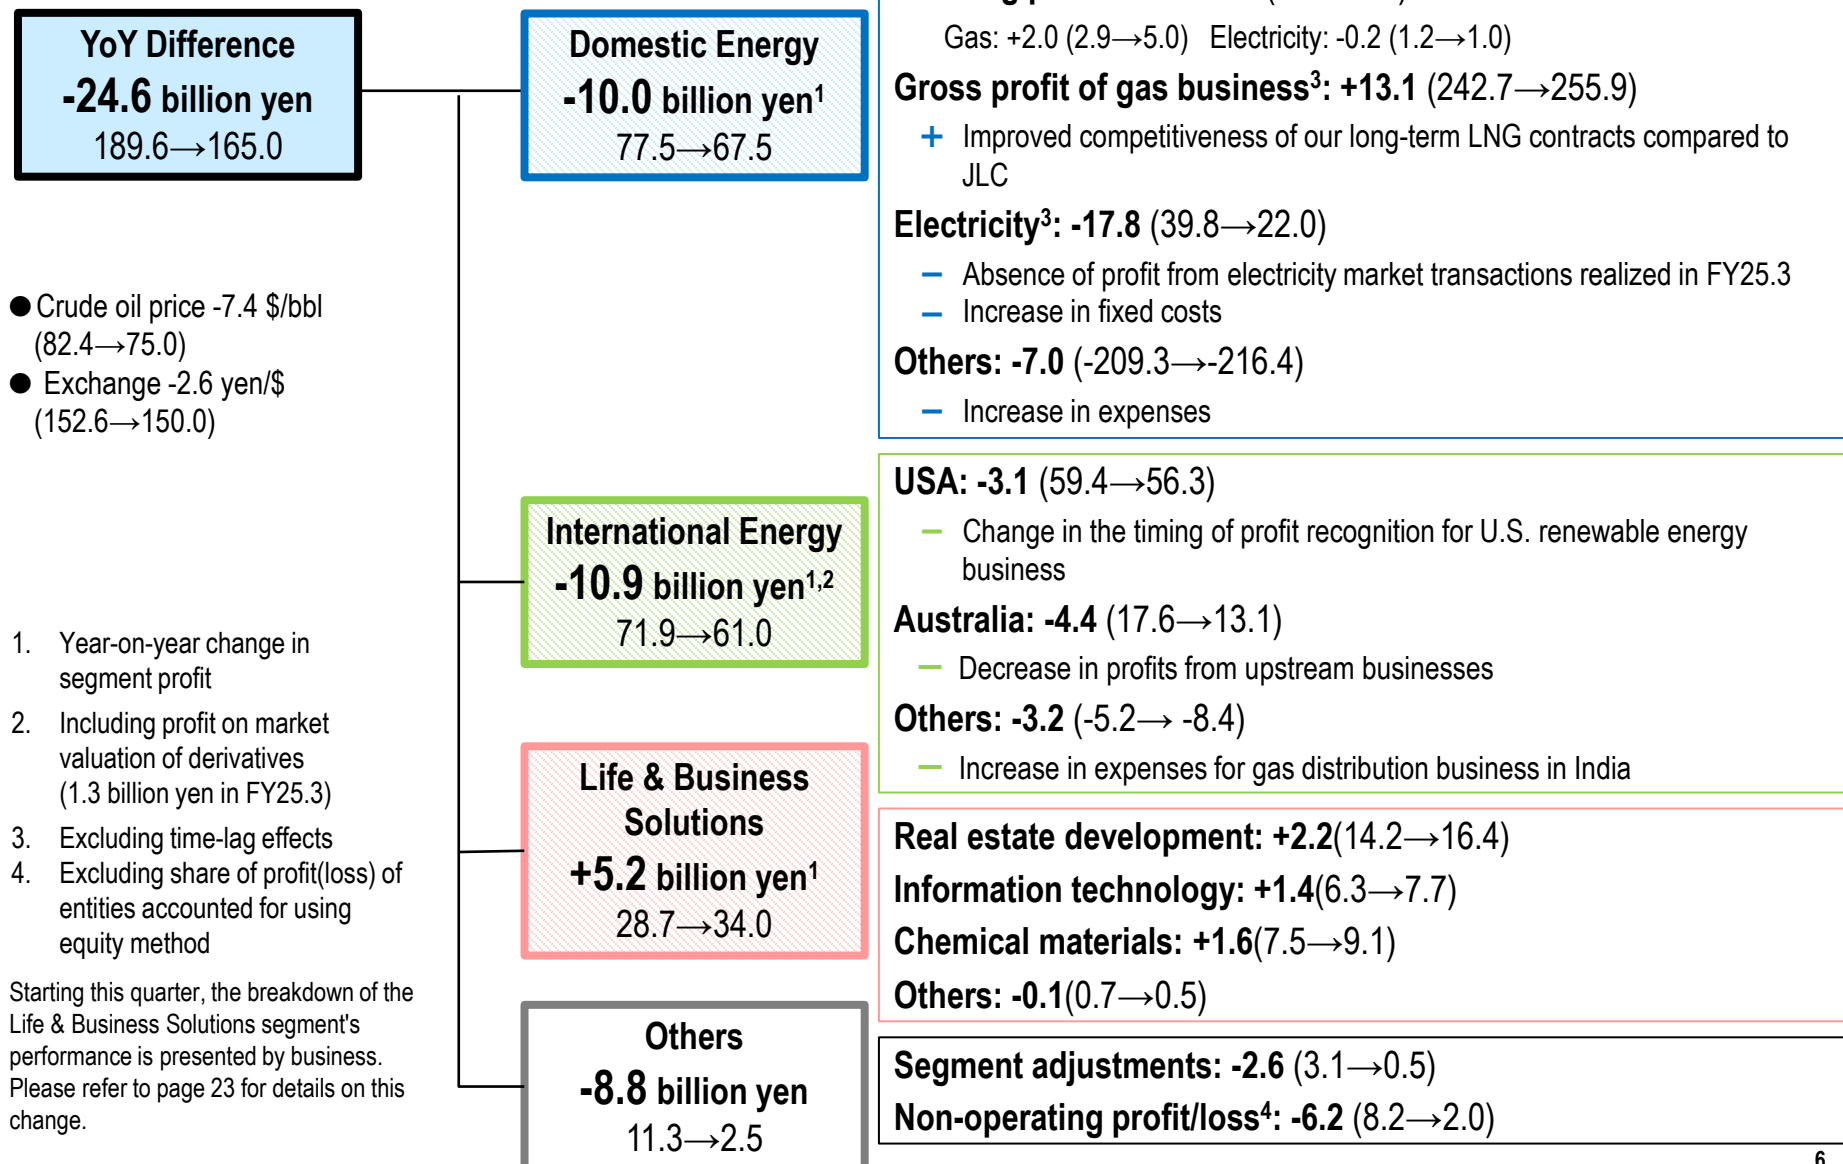 YoY Difference
-24.6 billion yen
189.6→165.0
● Crude oil price -7.4 $/bbl
(82.4→75.0)
● Exchange -2.6 yen/$
(152.6→150.0)
1. Year-on-year change in
segment profit
2. Including profit on market
valuation of derivatives
(1.3 billion yen in FY25.3)
3. Excluding time-lag effects
4. Excluding share of profit(loss) of
entities accounted for using
equity method
Starting this quarter, the breakdown of the
Life & Business Solutions segment's
performance is presented by business.
Please refer to page 23 for details on this
change.
Domestic Energy
-10.0 billion yen1
77.5→67.5
Gas: +2.0 (2.9→5.0) Electricity: -0.2 (1.2→1.0)
Gross profit of gas business3: +13.1 (242.7→255.9)
+ Improved competitiveness of our long-term LNG contracts compared to
JLC
Electricity3: -17.8 (39.8→22.0)
− Absence of profit from electricity market transactions realized in FY25.3
− Increase in fixed costs
Others: -7.0 (-209.3→-216.4)
− Increase in expenses
International Energy
-10.9 billion yen1,2
71.9→61.0
USA: -3.1 (59.4→56.3)
− Change in the timing of profit recognition for U.S. renewable energy
business
Australia: -4.4 (17.6→13.1)
− Decrease in profits from upstream businesses
Others: -3.2 (-5.2→ -8.4)
− Increase in expenses for gas distribution business in India
Life & Business
Solutions
+5.2 billion yen1
28.7→34.0
Real estate development: +2.2(14.2→16.4)
Information technology: +1.4(6.3→7.7)
Chemical materials: +1.6(7.5→9.1)
Others: -0.1(0.7→0.5)
Others
-8.8 billion yen
11.3→2.5
Segment adjustments: -2.6 (3.1→0.5)
Non-operating profit/loss4: -6.2 (8.2→2.0)
6